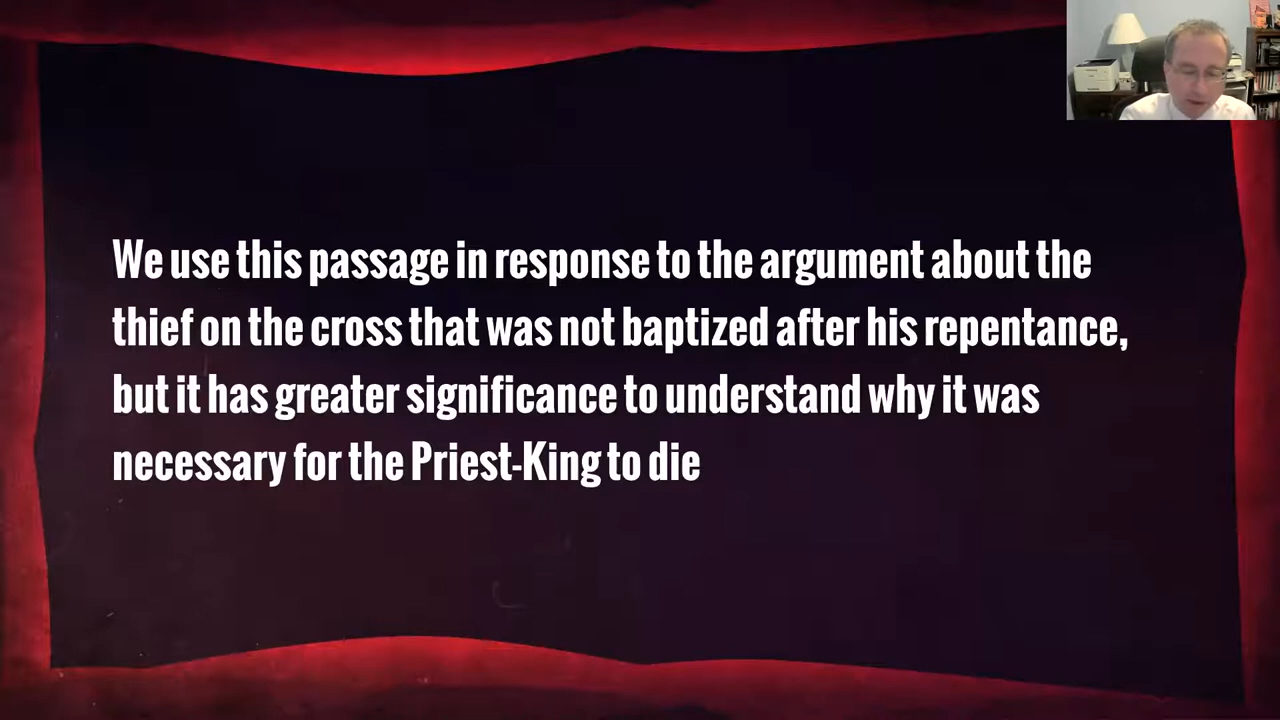 We use this passage in response to the argument about the
thief on the cross that was not baptized after his repentance,
but it has greater significance to understand why it was
necessary for the Priest-King to die